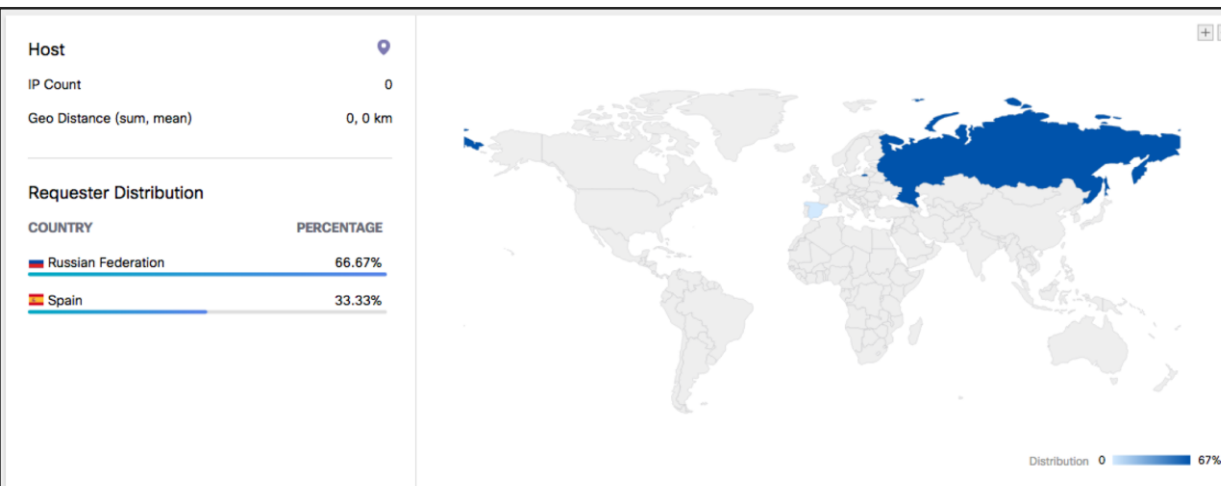 Host
IP Count 0
Geo Distance (sum, mean) 0, 0 km
Requester Distribution
COUNTRY PERCENTAGE
Russian Federation 66.67%
Spain 33.33%
+
Distribution 0 67%